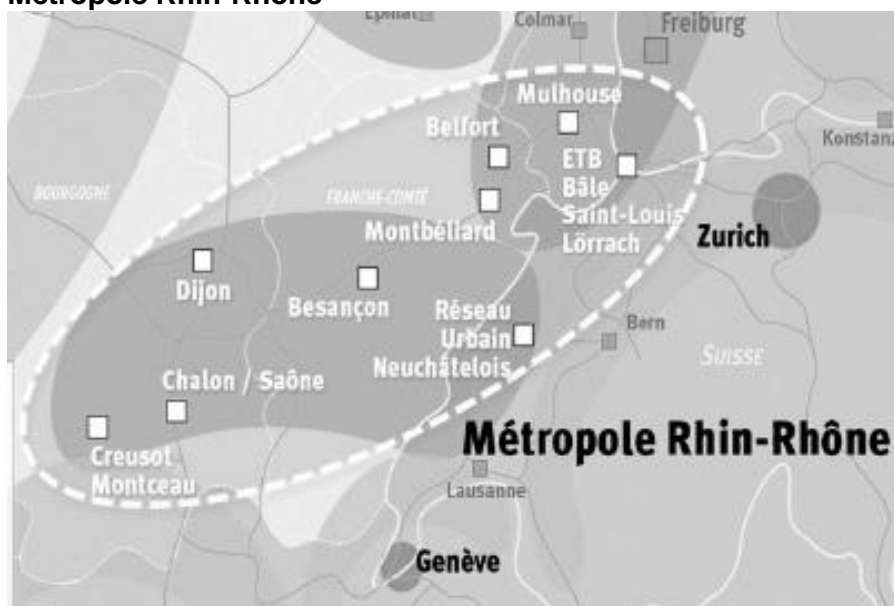 Métropole Rhin-Rhône
Epinal
Colmar
Freiburg
Mulhouse
Belfort
Konstanz
ETB
Bâle
Saint-Louis
Lörrach
BOURGOGNE
FRANCHE-COMTÉ
Montbéliard
Zurich
Dijon
Besançon
Réseau
Urbain
Neuchâtelois
Bern
SUISSE
Chalon / Saône
Métropole Rhin-Rhône
Creusot
Montceau
Lausanne
Genève